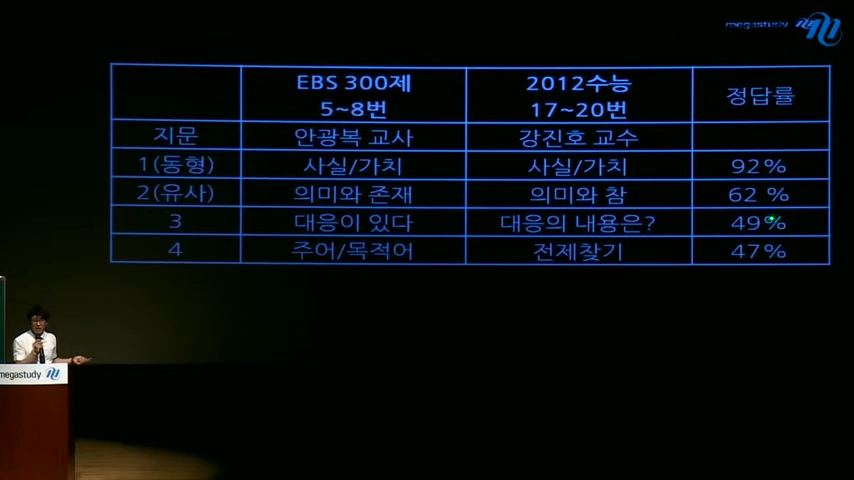 megastudy
EBS 300제 2012수능 정답률
5~8번 17~20번
지문 안광복 교사 강진호 교수
1(동형) 사실/가치 사실/가치 92%
2(유사) 의미와 존재 의미와 참 62 %
3 대응이 있다 대응의 내용은? 49%
4 주어/목적어 전제찾기 47%
megastudy